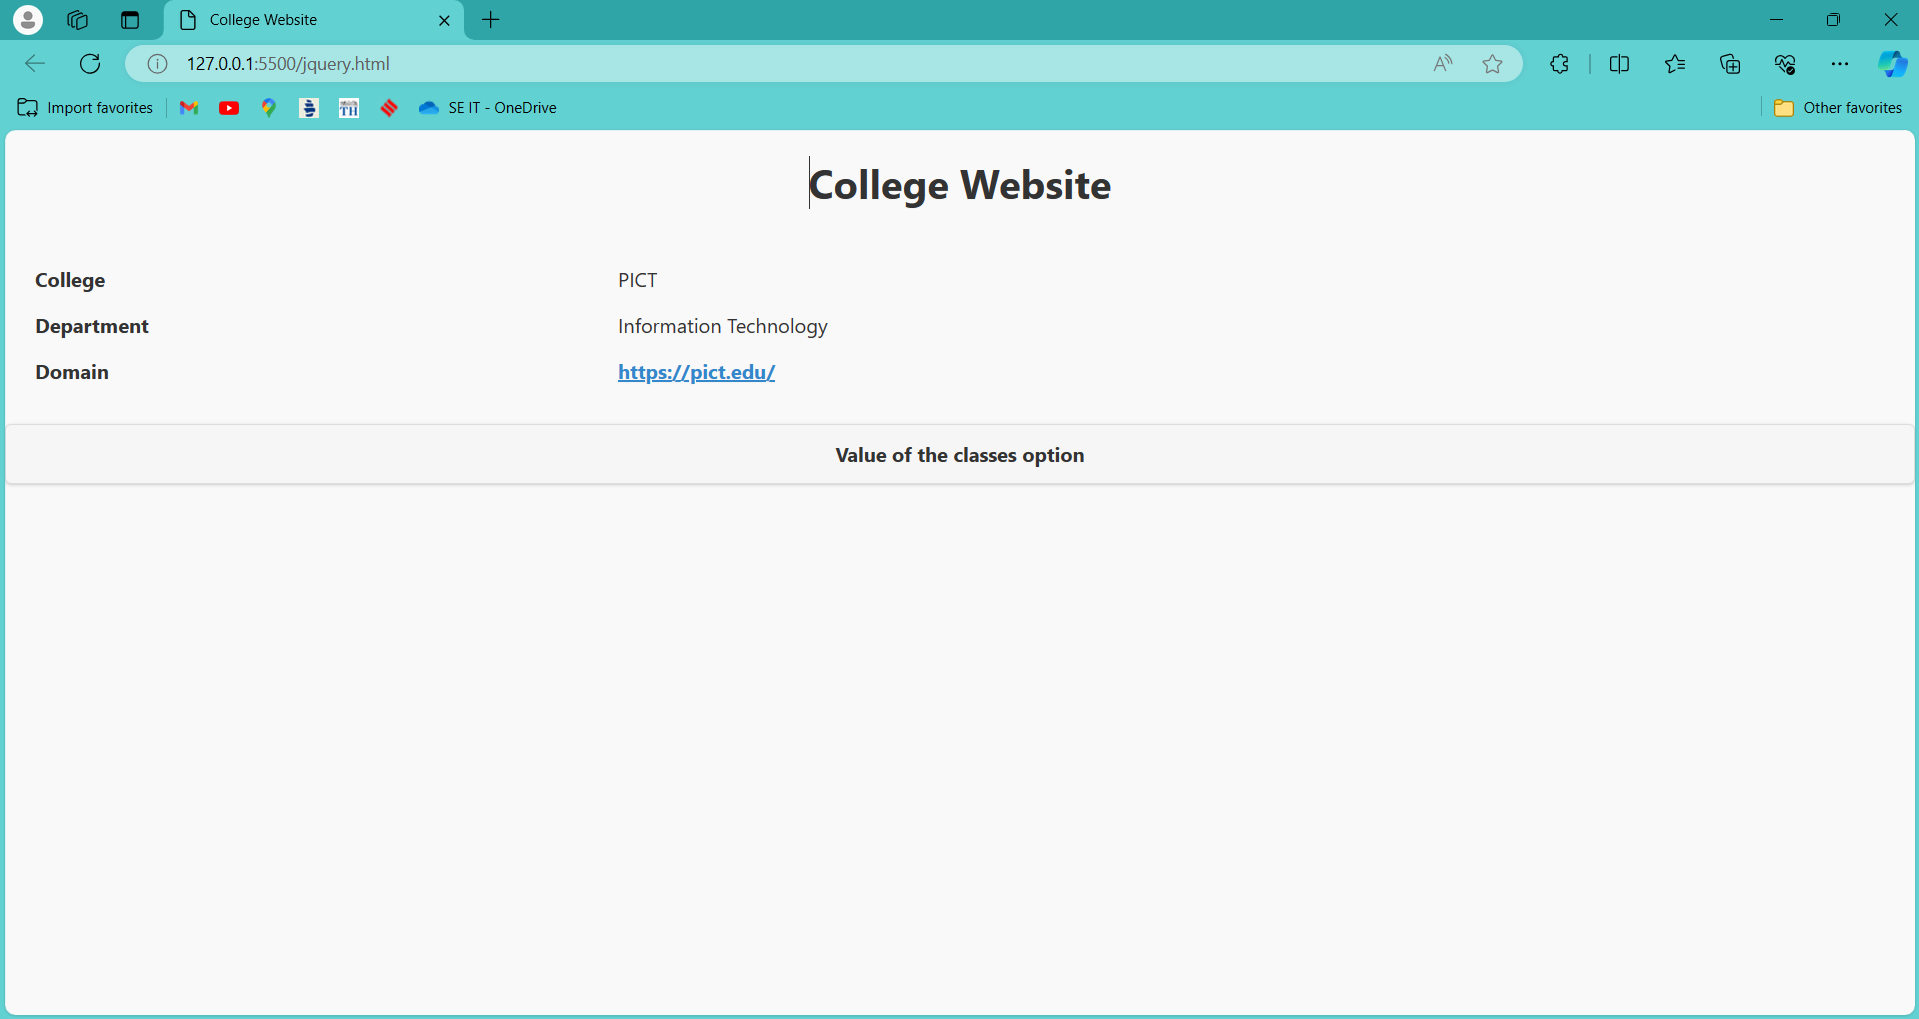 College Website
127.0.0.1:5500/jquery.html
Import favorites
TH
SE IT - OneDrive
Other favorites
College Website
College PICT
Department Information Technology
Domain https://pict.edu/
Value of the classes option